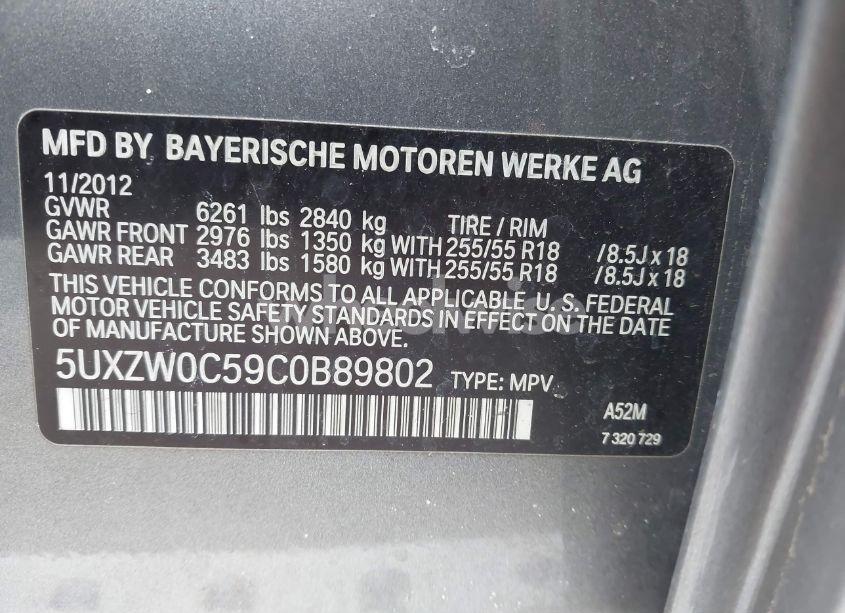 MFD BY BAYERISCHE MOTOREN WERKE AG
11/2012
GVWR 6261 lbs 2840 kg TIRE / RIM
GAWR FRONT 2976 lbs 1350 kg WITH 255/55 R18 /8.5J x 18
GAWR REAR 3483 lbs 1580 kg WITH 255/55 R18 /8.5J x 18
THIS VEHICLE CONFORMS TO ALL APPLICABLE U. S. FEDERAL
MOTOR VEHICLE SAFETY STANDARDS IN EFFECT ON THE DATE
OF MANUFACTURE SHOWN ABOVE.
5UXZW0C59C0B89802 TYPE: MPV
A52M
7 320 729